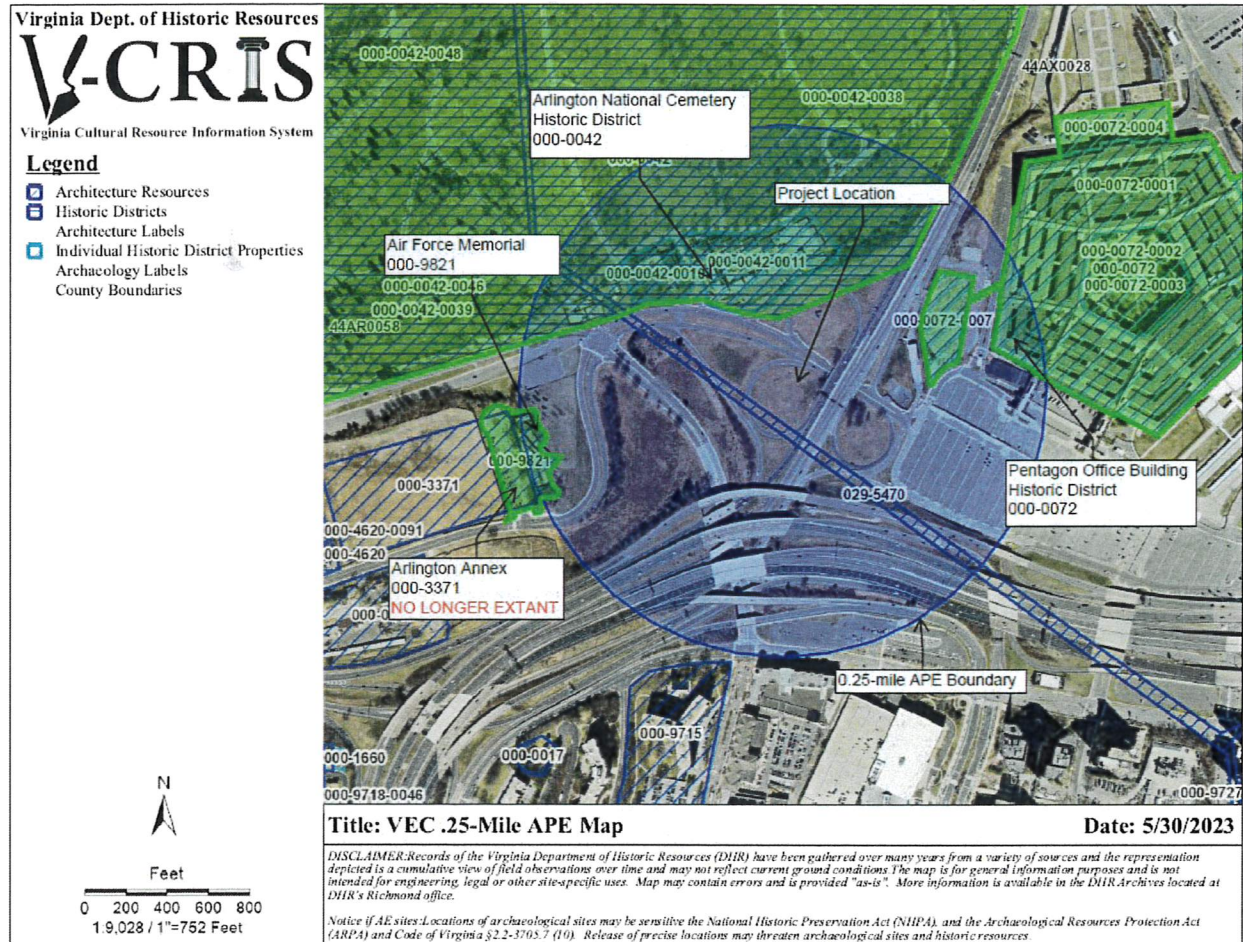 Virginia Dept. of Historic Resources
V-CRIS
Virginia Cultural Resource Information System
Legend
Architecture Resources
Historic Districts
Architecture Labels
Individual Historic District Properties
Archaeology Labels
County Boundaries
N
Feet
0 200 400 600 800
1:9,028 / 1"=752 Feet
000-0042-0048
44AX0028
Arlington National Cemetery
Historic District
000-0042
000-0042-0038
000-0072-0004
000-0072-0001
Project Location
Air Force Memorial
000-9821
000-0042-0046
000-0042-0039
000-0042-0011
000-0072-0002
000-0072
000-0072-0003
44AR0058
000-0072-0007
000-9821
000-3371
Pentagon Office Building
Historic District
000-0072
029-5470
000-4620-0091
000-4620
Arlington Annex
000-3371
NO LONGER EXTANT
0.25-mile APE Boundary
000-9715
000-0017
000-1660
000-9718-0046
000-9727
Title: VEC .25-Mile APE Map
Date: 5/30/2023
DISCLAIMER:Records of the Virginia Department of Historic Resources (DHR) have been gathered over many years from a variety of sources and the representation
depicted is a cumulative view of field observations over time and may not reflect current ground conditions.The map is for general information purposes and is not
intended for engineering, legal or other site-specific uses. Map may contain errors and is provided "as-is". More information is available in the DHR Archives located at
DHR's Richmond office.
Notice if AE sites:Locations of archaeological sites may be sensitive the National Historic Preservation Act (NHPA), and the Archaeological Resources Protection Act
(ARPA) and Code of Virginia §2.2-3705.7 (10). Release of precise locations may threaten archaeological sites and historic resources.